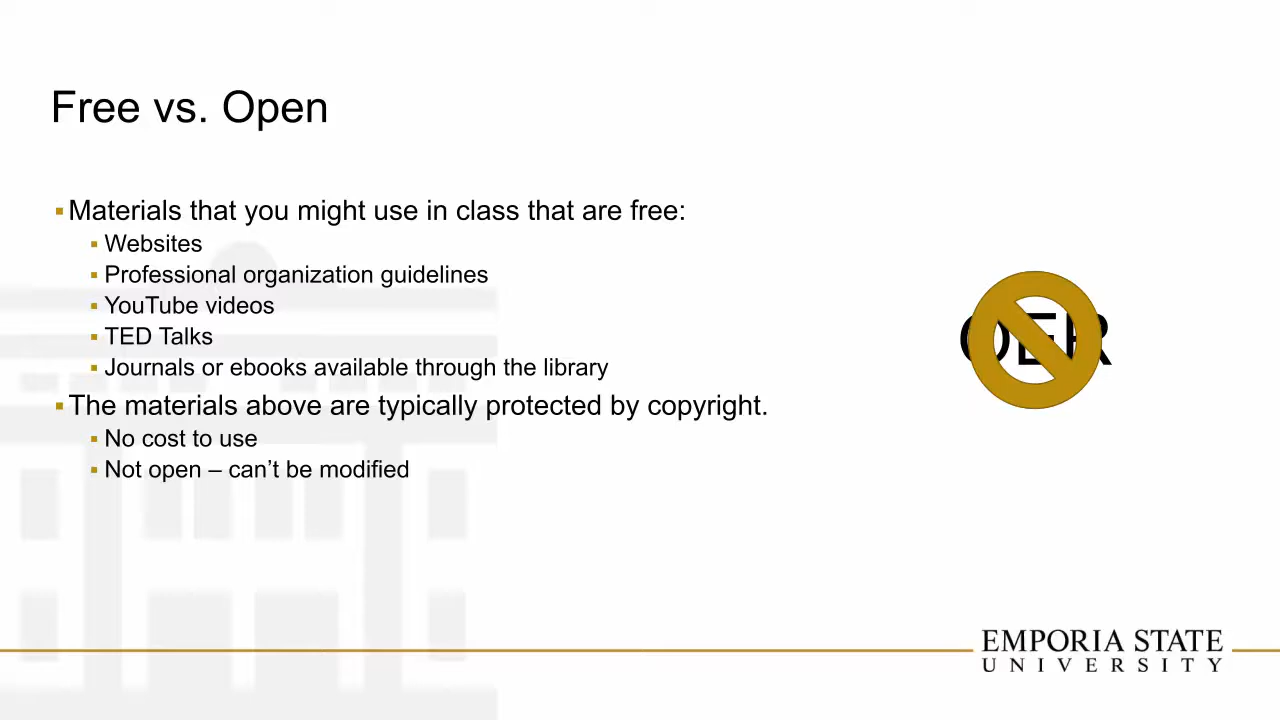 Free vs. Open
Materials that you might use in class that are free:
Websites
Professional organization guidelines
YouTube videos
TED Talks
Journals or ebooks available through the library
OER
The materials above are typically protected by copyright.
No cost to use
Not open – can’t be modified
EMPORIA STATE
UNIVERSITY